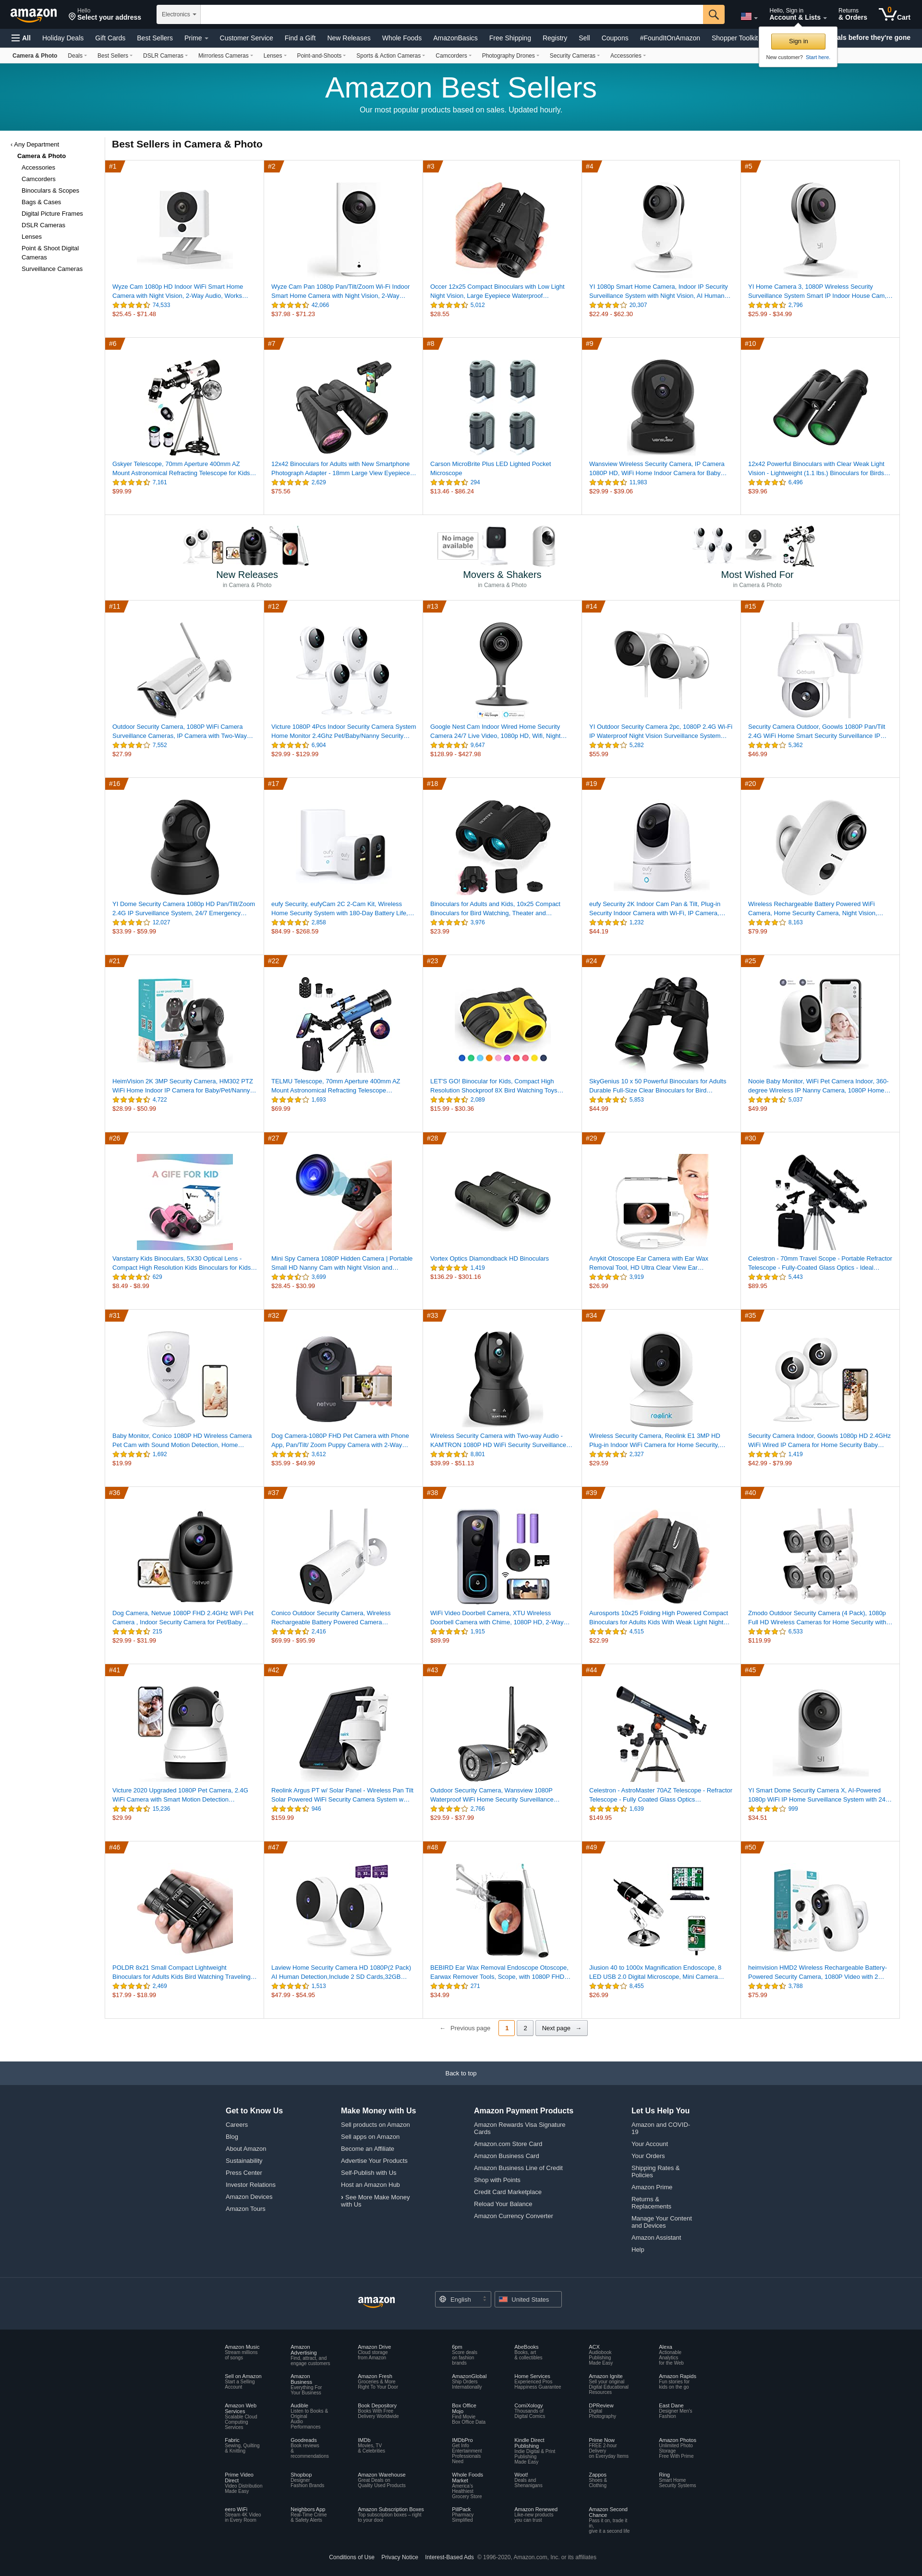 amazon
Hello
Select your address
Electronics
Hello, Sign in
Account & Lists
Returns
& Orders
0
Cart
All
Holiday Deals
Gift Cards
Best Sellers
Prime
Customer Service
Find a Gift
New Releases
Whole Foods
AmazonBasics
Free Shipping
Registry
Sell
Coupons
#FoundItOnAmazon
Shopper Toolkit
als before they're gone
Sign in
New customer? Start here.
Camera & Photo
Deals
Best Sellers
DSLR Cameras
Mirrorless Cameras
Lenses
Point-and-Shoots
Sports & Action Cameras
Camcorders
Photography Drones
Security Cameras
Accessories
Amazon Best Sellers
Our most popular products based on sales. Updated hourly.
‹ Any Department
Camera & Photo
Accessories
Camcorders
Binoculars & Scopes
Bags & Cases
Digital Picture Frames
DSLR Cameras
Lenses
Point & Shoot Digital
Cameras
Surveillance Cameras
Best Sellers in Camera & Photo
#1
Wyze Cam 1080p HD Indoor WiFi Smart Home
Camera with Night Vision, 2-Way Audio, Works…
74,533
$25.45 - $71.48
#2
Wyze Cam Pan 1080p Pan/Tilt/Zoom Wi-Fi Indoor
Smart Home Camera with Night Vision, 2-Way…
42,066
$37.98 - $71.23
#3
Occer 12x25 Compact Binoculars with Low Light
Night Vision, Large Eyepiece Waterproof…
5,012
$28.55
#4
YI 1080p Smart Home Camera, Indoor IP Security
Surveillance System with Night Vision, AI Human…
20,307
$22.49 - $62.30
#5
YI Home Camera 3, 1080P Wireless Security
Surveillance System Smart IP Indoor House Cam,…
2,796
$25.99 - $34.99
#6
Gskyer Telescope, 70mm Aperture 400mm AZ
Mount Astronomical Refracting Telescope for Kids…
7,161
$99.99
#7
12x42 Binoculars for Adults with New Smartphone
Photograph Adapter - 18mm Large View Eyepiece…
2,629
$75.56
#8
Carson MicroBrite Plus LED Lighted Pocket
Microscope
294
$13.46 - $86.24
#9
Wansview Wireless Security Camera, IP Camera
1080P HD, WiFi Home Indoor Camera for Baby…
11,983
$29.99 - $39.06
#10
12x42 Powerful Binoculars with Clear Weak Light
Vision - Lightweight (1.1 lbs.) Binoculars for Birds…
6,496
$39.96
No image
available
New Releases
in Camera & Photo
Movers & Shakers
in Camera & Photo
Most Wished For
in Camera & Photo
#11
Outdoor Security Camera, 1080P WiFi Camera
Surveillance Cameras, IP Camera with Two-Way…
7,552
$27.99
#12
Victure 1080P 4Pcs Indoor Security Camera System
Home Monitor 2.4Ghz Pet/Baby/Nanny Security…
6,904
$29.99 - $129.99
#13
Google Nest Cam Indoor Wired Home Security
Camera 24/7 Live Video, 1080p HD, Wifi, Night…
9,647
$128.99 - $427.98
#14
YI Outdoor Security Camera 2pc, 1080P 2.4G Wi-Fi
IP Waterproof Night Vision Surveillance System…
5,282
$55.99
#15
Security Camera Outdoor, Goowls 1080P Pan/Tilt
2.4G WiFi Home Smart Security Surveillance IP…
5,362
$46.99
#16
YI Dome Security Camera 1080p HD Pan/Tilt/Zoom
2.4G IP Surveillance System, 24/7 Emergency…
12,027
$33.99 - $59.99
#17
eufy Security, eufyCam 2C 2-Cam Kit, Wireless
Home Security System with 180-Day Battery Life,…
2,858
$84.99 - $268.59
#18
Binoculars for Adults and Kids, 10x25 Compact
Binoculars for Bird Watching, Theater and…
3,976
$23.99
#19
eufy Security 2K Indoor Cam Pan & Tilt, Plug-in
Security Indoor Camera with Wi-Fi, IP Camera,…
1,232
$44.19
#20
Wireless Rechargeable Battery Powered WiFi
Camera, Home Security Camera, Night Vision,…
8,163
$79.99
#21
HeimVision 2K 3MP Security Camera, HM302 PTZ
WiFi Home Indoor IP Camera for Baby/Pet/Nanny…
4,722
$28.99 - $50.99
#22
TELMU Telescope, 70mm Aperture 400mm AZ
Mount Astronomical Refracting Telescope…
1,693
$69.99
#23
LET'S GO! Binocular for Kids, Compact High
Resolution Shockproof 8X Bird Watching Toys…
2,089
$15.99 - $30.36
#24
SkyGenius 10 x 50 Powerful Binoculars for Adults
Durable Full-Size Clear Binoculars for Bird…
5,853
$44.99
#25
Nooie Baby Monitor, WiFi Pet Camera Indoor, 360-
degree Wireless IP Nanny Camera, 1080P Home…
5,037
$49.99
#26
A GIFE FOR KID
Vanstarry Kids Binoculars, 5X30 Optical Lens -
Compact High Resolution Kids Binoculars for Kids…
629
$8.49 - $8.99
#27
Mini Spy Camera 1080P Hidden Camera | Portable
Small HD Nanny Cam with Night Vision and…
3,699
$28.45 - $30.99
#28
Vortex Optics Diamondback HD Binoculars
1,419
$136.29 - $301.16
#29
Anykit Otoscope Ear Camera with Ear Wax
Removal Tool, HD Ultra Clear View Ear…
3,919
$26.99
#30
Celestron - 70mm Travel Scope - Portable Refractor
Telescope - Fully-Coated Glass Optics - Ideal…
5,443
$89.95
#31
Baby Monitor, Conico 1080P HD Wireless Camera
Pet Cam with Sound Motion Detection, Home…
1,692
$19.99
#32
netvue
Dog Camera-1080P FHD Pet Camera with Phone
App, Pan/Tilt/ Zoom Puppy Camera with 2-Way…
3,612
$35.99 - $49.99
#33
Wireless Security Camera with Two-way Audio -
KAMTRON 1080P HD WiFi Security Surveillance…
8,801
$39.99 - $51.13
#34
reolink
Wireless Security Camera, Reolink E1 3MP HD
Plug-in Indoor WiFi Camera for Home Security,…
2,327
$29.59
#35
Security Camera Indoor, Goowls 1080p HD 2.4GHz
WiFi Wired IP Camera for Home Security Baby…
1,419
$42.99 - $79.99
#36
netvue
Dog Camera, Netvue 1080P FHD 2.4GHz WiFi Pet
Camera , Indoor Security Camera for Pet/Baby…
215
$29.99 - $31.99
#37
Conico Outdoor Security Camera, Wireless
Rechargeable Battery Powered Camera…
2,416
$69.99 - $95.99
#38
WiFi Video Doorbell Camera, XTU Wireless
Doorbell Camera with Chime, 1080P HD, 2-Way…
1,915
$89.99
#39
Aurosports 10x25 Folding High Powered Compact
Binoculars for Adults Kids With Weak Light Night…
4,515
$22.99
#40
Zmodo Outdoor Security Camera (4 Pack), 1080p
Full HD Wireless Cameras for Home Security with…
6,533
$119.99
#41
Victure 2020 Upgraded 1080P Pet Camera, 2.4G
WiFi Camera with Smart Motion Detection…
15,236
$29.99
#42
Reolink Argus PT w/ Solar Panel - Wireless Pan Tilt
Solar Powered WiFi Security Camera System w…
946
$159.99
#43
Outdoor Security Camera, Wansview 1080P
Waterproof WiFi Home Security Surveillance…
2,766
$29.59 - $37.99
#44
Celestron - AstroMaster 70AZ Telescope - Refractor
Telescope - Fully Coated Glass Optics…
1,639
$149.95
#45
YI Smart Dome Security Camera X, AI-Powered
1080p WiFi IP Home Surveillance System with 24…
999
$34.51
#46
POLDR 8x21 Small Compact Lightweight
Binoculars for Adults Kids Bird Watching Traveling…
2,469
$17.99 - $18.99
#47
Laview Home Security Camera HD 1080P(2 Pack)
AI Human Detection,Include 2 SD Cards,32GB…
1,513
$47.99 - $54.95
#48
BEBIRD Ear Wax Removal Endoscope Otoscope,
Earwax Remover Tools, Scope, with 1080P FHD…
271
$34.99
#49
Jiusion 40 to 1000x Magnification Endoscope, 8
LED USB 2.0 Digital Microscope, Mini Camera…
8,455
$26.99
#50
heimvision HMD2 Wireless Rechargeable Battery-
Powered Security Camera, 1080P Video with 2…
3,788
$75.99
← Previous page
1
2
Next page →
Back to top
Get to Know Us
Careers
Blog
About Amazon
Sustainability
Press Center
Investor Relations
Amazon Devices
Amazon Tours
Make Money with Us
Sell products on Amazon
Sell apps on Amazon
Become an Affiliate
Advertise Your Products
Self-Publish with Us
Host an Amazon Hub
› See More Make Money
with Us
Amazon Payment Products
Amazon Rewards Visa Signature
Cards
Amazon.com Store Card
Amazon Business Card
Amazon Business Line of Credit
Shop with Points
Credit Card Marketplace
Reload Your Balance
Amazon Currency Converter
Let Us Help You
Amazon and COVID-
19
Your Account
Your Orders
Shipping Rates &
Policies
Amazon Prime
Returns &
Replacements
Manage Your Content
and Devices
Amazon Assistant
Help
amazon
English
United States
Amazon Music
Stream millions
of songs
Amazon
Advertising
Find, attract, and
engage customers
Amazon Drive
Cloud storage
from Amazon
6pm
Score deals
on fashion
brands
AbeBooks
Books, art
& collectibles
ACX
Audiobook
Publishing
Made Easy
Alexa
Actionable
Analytics
for the Web
Sell on Amazon
Start a Selling
Account
Amazon
Business
Everything For
Your Business
Amazon Fresh
Groceries & More
Right To Your Door
AmazonGlobal
Ship Orders
Internationally
Home Services
Experienced Pros
Happiness Guarantee
Amazon Ignite
Sell your original
Digital Educational
Resources
Amazon Rapids
Fun stories for
kids on the go
Amazon Web
Services
Scalable Cloud
Computing
Services
Audible
Listen to Books &
Original
Audio
Performances
Book Depository
Books With Free
Delivery Worldwide
Box Office
Mojo
Find Movie
Box Office Data
ComiXology
Thousands of
Digital Comics
DPReview
Digital
Photography
East Dane
Designer Men's
Fashion
Fabric
Sewing, Quilting
& Knitting
Goodreads
Book reviews
&
recommendations
IMDb
Movies, TV
& Celebrities
IMDbPro
Get Info
Entertainment
Professionals
Need
Kindle Direct
Publishing
Indie Digital & Print
Publishing
Made Easy
Prime Now
FREE 2-hour
Delivery
on Everyday Items
Amazon Photos
Unlimited Photo
Storage
Free With Prime
Prime Video
Direct
Video Distribution
Made Easy
Shopbop
Designer
Fashion Brands
Amazon Warehouse
Great Deals on
Quality Used Products
Whole Foods
Market
America's
Healthiest
Grocery Store
Woot!
Deals and
Shenanigans
Zappos
Shoes &
Clothing
Ring
Smart Home
Security Systems
eero WiFi
Stream 4K Video
in Every Room
Neighbors App
Real-Time Crime
& Safety Alerts
Amazon Subscription Boxes
Top subscription boxes – right
to your door
PillPack
Pharmacy
Simplified
Amazon Renewed
Like-new products
you can trust
Amazon Second
Chance
Pass it on, trade it
in,
give it a second life
Conditions of Use
Privacy Notice
Interest-Based Ads
© 1996-2020, Amazon.com, Inc. or its affiliates